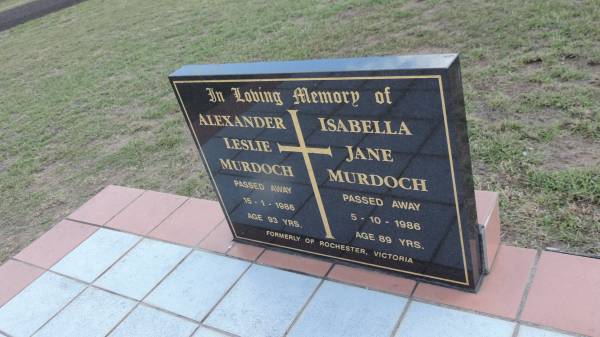 In Loving Memory of
ALEXANDER
LESLIE
MURDOCH
PASSED AWAY
16 - 1 - 1986
AGE 93 YRS.
ISABELLA
JANE
MURDOCH
PASSED AWAY
5 - 10 - 1986
AGE 89 YRS.
FORMERLY OF ROCHESTER, VICTORIA